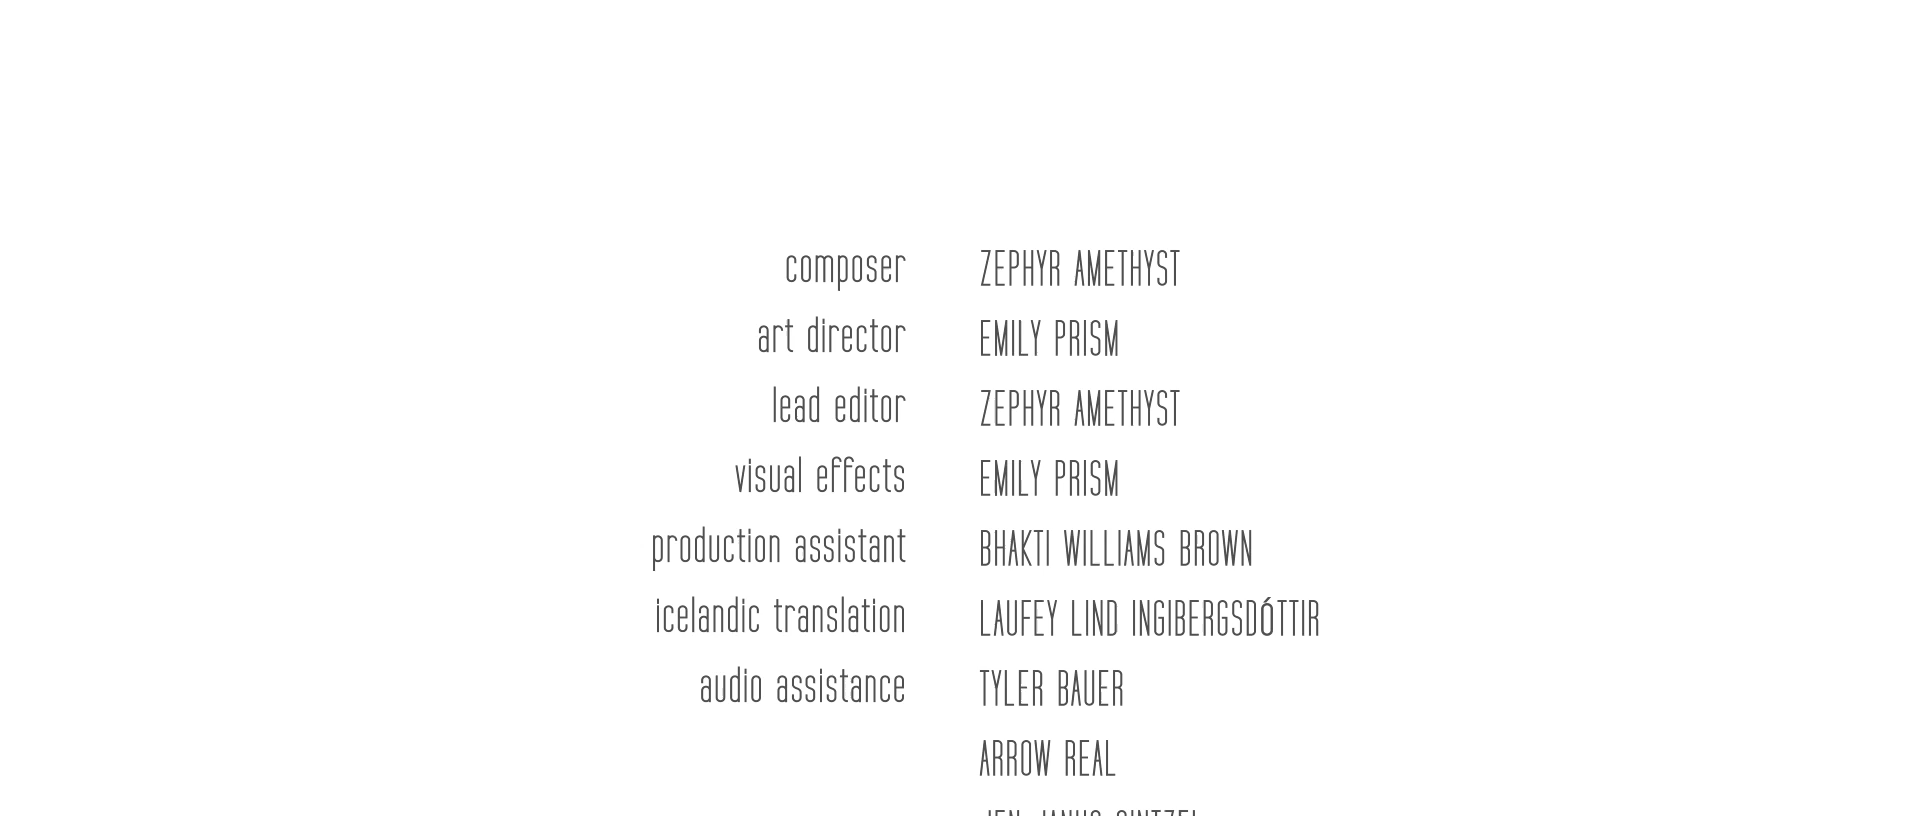 composer ZEPHYR AMETHYST
art director EMILY PRISM
lead editor ZEPHYR AMETHYST
visual effects EMILY PRISM
production assistant BHAKTI WILLIAMS BROWN
icelandic translation LAUFEY LIND INGIBERGSDÓTTIR
audio assistance TYLER BAUER
ARROW REAL